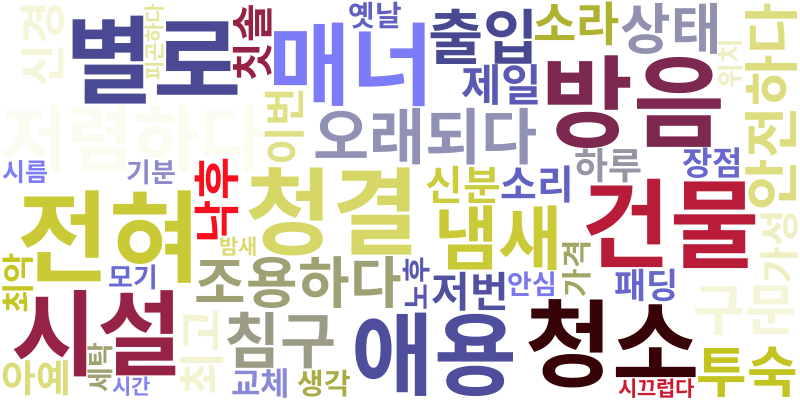 신경
별로
피곤하다
칫솔
옛날
매너
출입
제일
소라
상태
위치
안전하다
저렴하다
이번
오래되다
방음
시름
기분
낙후
청결
신분
소리
하루
장점
전혀
밤새
냄새
건물
가성
최악
모기
조용하다
노후
저번
안심
가격
패딩
구
시설
세탁
최고
침구
애용
청소
투숙
아예
시간
교체
생각
시끄럽다